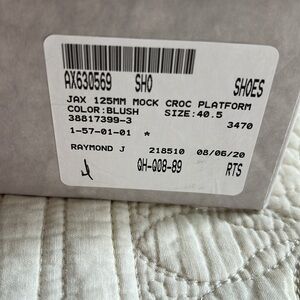 AX630569 SHO SHOES
JAX 125MM MOCK CROC PLATFORM
COLOR:BLUSH SIZE:40.5
38817399-3 3470
1-57-01-01 *
RAYMOND J 218510 08/06/20
QH-Q08-89 RTS